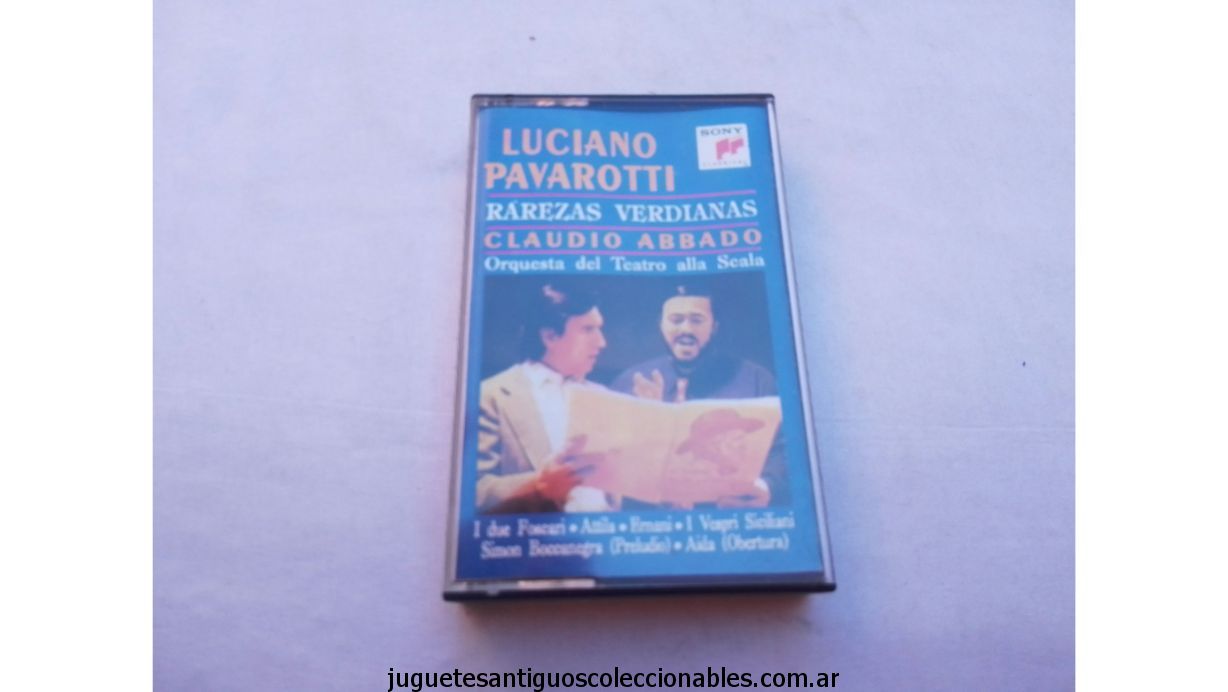 LUCIANO
PAVAROTTI
SONY
CLASSICAL
RAREZAS VERDIANAS
CLAUDIO ABBADO
Orquesta del Teatro alla Scala
I due Foscari • Attila • Ernani • I Vespri Siciliani
Simon Boccanegra (Preludio) • Aida (Obertura)
juguetesantiguoscoleccionables.com.ar